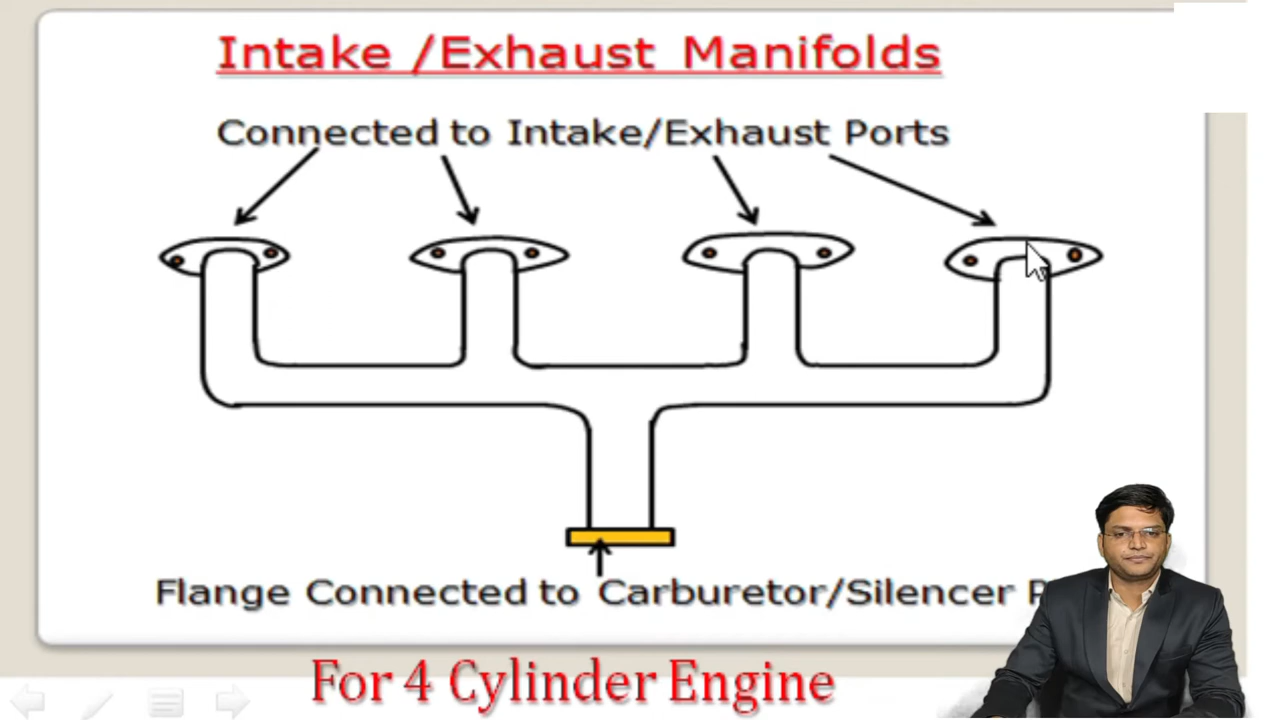 Intake /Exhaust Manifolds
Connected to Intake/Exhaust Ports
Flange Connected to Carburetor/Silencer
For 4 Cylinder Engine